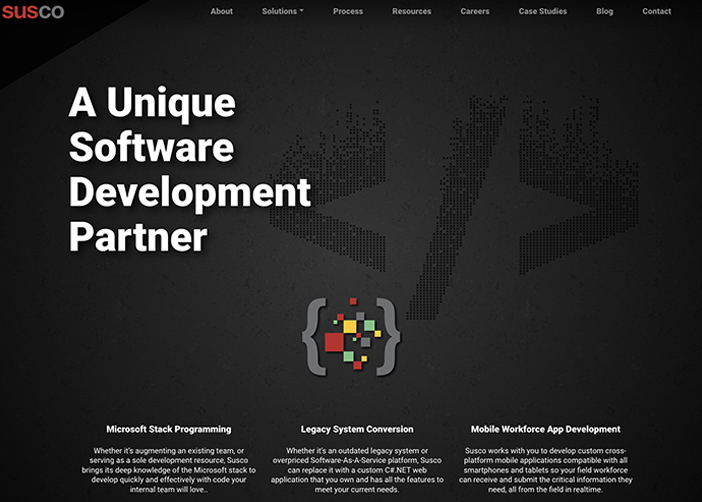 SUSCO
About Solutions Process Resources Careers Case Studies Blog Contact
A Unique
Software
Development
Partner
</>
{ }
Microsoft Stack Programming
Whether it's augmenting an existing team, or
serving as a sole development resource, Susco
brings its deep knowledge of the Microsoft stack to
develop quickly and effectively with code your
internal team will love..
Legacy System Conversion
Whether it's an outdated legacy system or
overpriced Software-As-A-Service platform, Susco
can replace it with a custom C#.NET web
application that you own and has all the features to
meet your current needs.
Mobile Workforce App Development
Susco works with you to develop custom cross-
platform mobile applications compatible with all
smartphones and tablets so your field workforce
can receive and submit the critical information they
need, all from the field in realtime